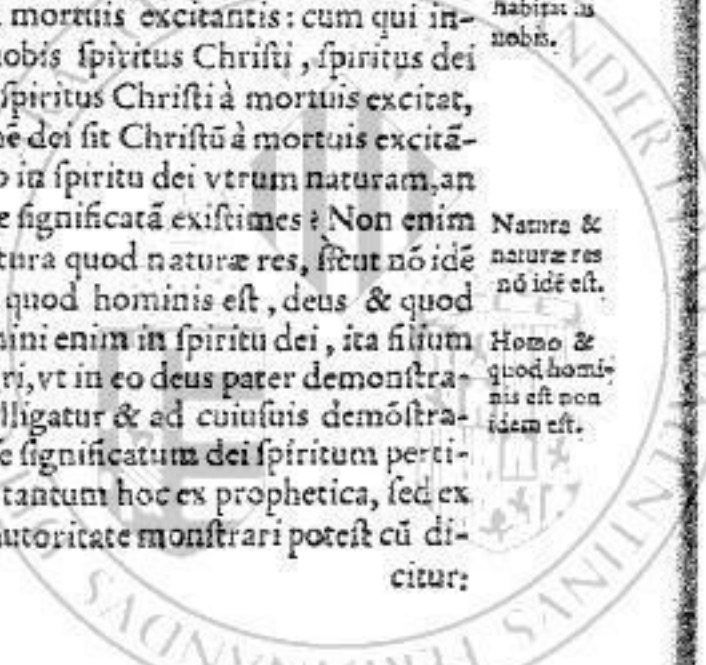 mortuis excitantis: cum qui in-
nobis ſpiritus Chriſti, ſpiritus dei
ſpiritus Chriſti à mortuis excitat,
dei ſit Chriſtū à mortuis excitā-
in ſpiritu dei vtrum naturam, an
ſignificatā exiſtimes? Non enim
tura quod naturæ res, ſicut nō idē
quod hominis eſt, deus & quod
mini enim in ſpiritu dei, ita filium
ri, vt in eo deus pater demonſtra-
lligatur & ad cuiuſuis demōſtra-
ſignificatum dei ſpiritum perti-
tantum hoc ex prophetica, ſed ex
utoritate monſtrari poteſt cū di-
citur:
habitat in
nobis.
Natura &
naturæ res
nō idē eſt.
Homo &
quod homi-
nis eſt non
idem eſt.